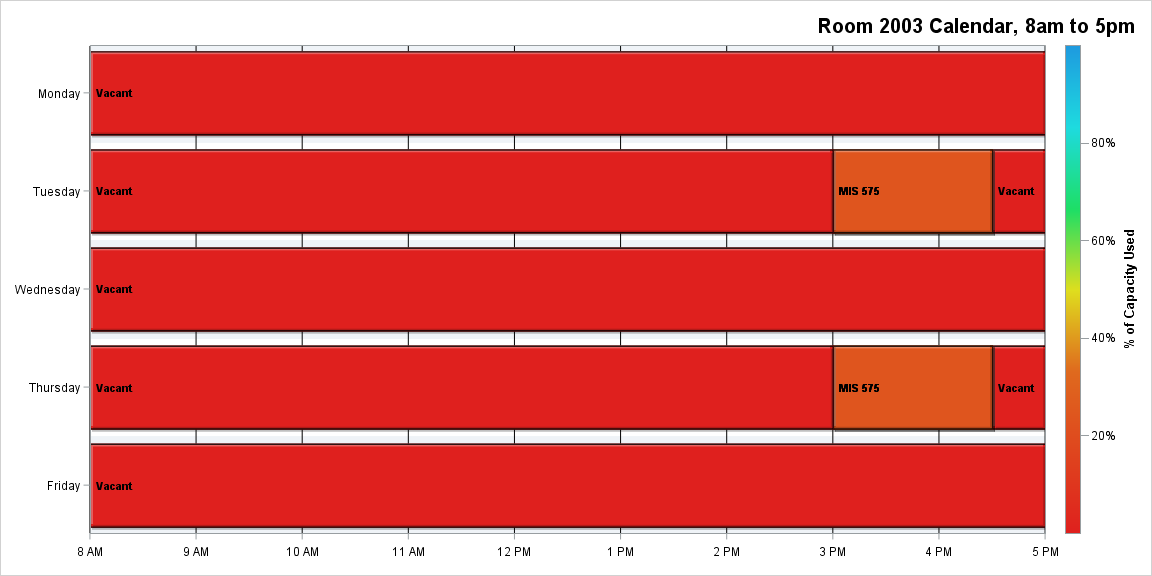 Room 2003 Calendar, 8am to 5pm
Monday
Vacant
Tuesday
Vacant
MIS 575
Vacant
Wednesday
Vacant
Thursday
Vacant
MIS 575
Vacant
Friday
Vacant
8 AM
9 AM
10 AM
11 AM
12 PM
1 PM
2 PM
3 PM
4 PM
5 PM
80%
60%
40%
20%
% of Capacity Used